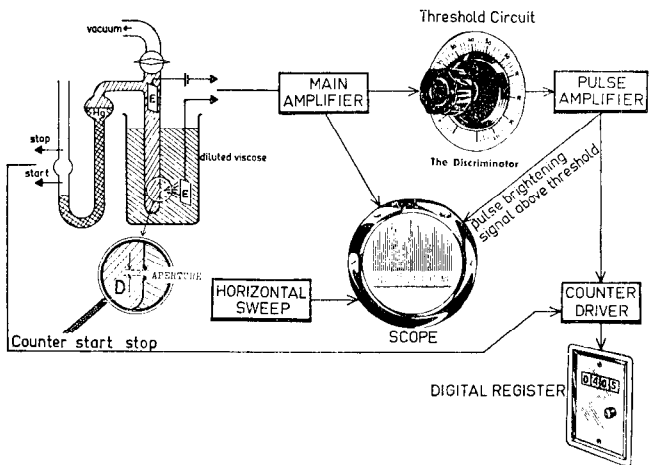 vacuum
Threshold Circuit
E
Hg
MAIN
AMPLIFIER
PULSE
AMPLIFIER
stop
start
diluted viscose
E
The Discriminator
pulse brightening
signal above threshold
D
APERTURE
HORIZONTAL
SWEEP
COUNTER
DRIVER
SCOPE
Counter start stop
DIGITAL REGISTER
0405